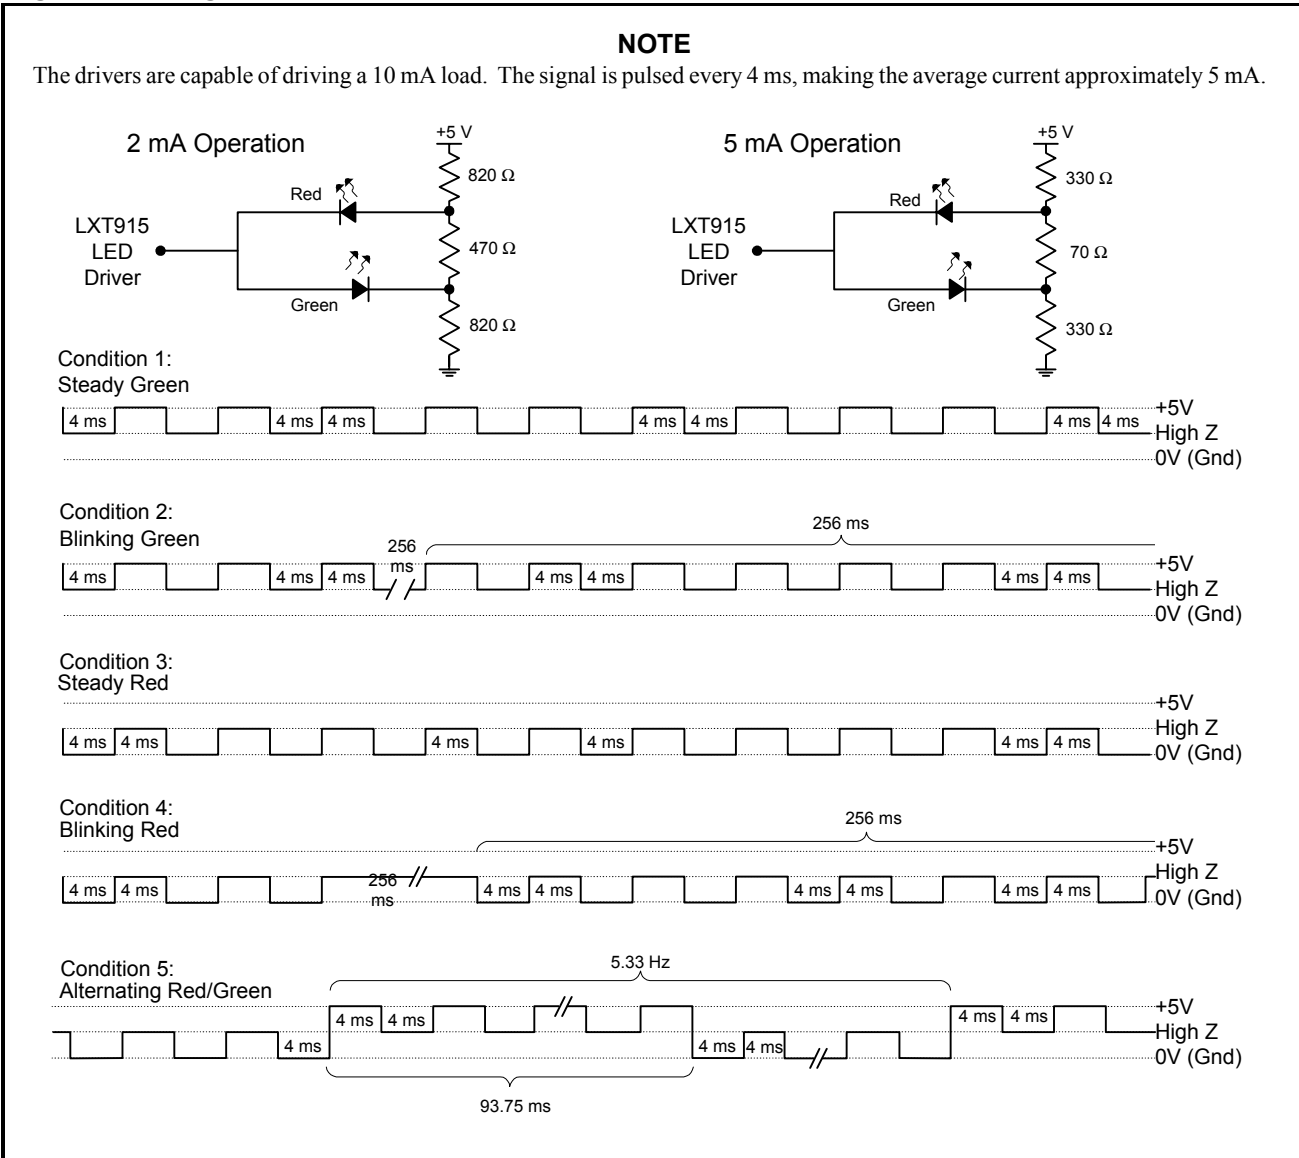 NOTE
The drivers are capable of driving a 10 mA load. The signal is pulsed every 4 ms, making the average current approximately 5 mA.
2 mA Operation
+5 V
820 Ω
Red
LXT915
LED
Driver
470 Ω
Green
820 Ω
5 mA Operation
+5 V
330 Ω
Red
LXT915
LED
Driver
70 Ω
Green
330 Ω
Condition 1:
Steady Green
4 ms 4 ms 4 ms 4 ms 4 ms 4 ms 4 ms
+5V
High Z
0V (Gnd)
Condition 2:
Blinking Green
256
ms
256 ms
4 ms 4 ms 4 ms 4 ms 4 ms 4 ms 4 ms
+5V
High Z
0V (Gnd)
Condition 3:
Steady Red
+5V
High Z
4 ms 4 ms 4 ms 4 ms 4 ms 4 ms
0V (Gnd)
Condition 4:
Blinking Red
256 ms
+5V
High Z
256
ms
4 ms 4 ms 4 ms 4 ms 4 ms 4 ms 4 ms 4 ms
0V (Gnd)
Condition 5:
Alternating Red/Green
5.33 Hz
+5V
4 ms 4 ms 4 ms 4 ms
High Z
4 ms 4 ms 4 ms
0V (Gnd)
93.75 ms